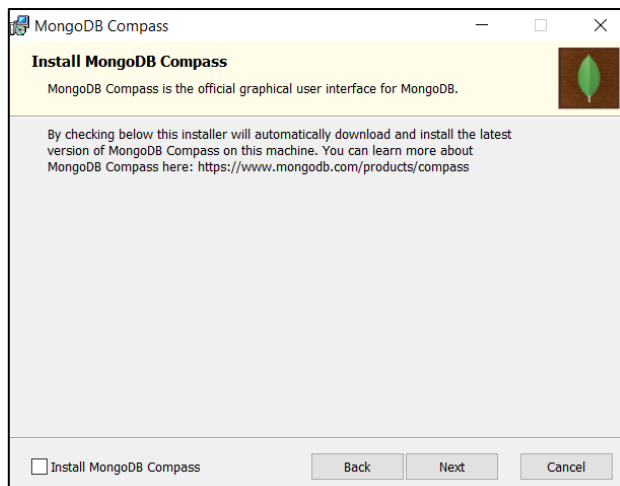 MongoDB Compass
Install MongoDB Compass
MongoDB Compass is the official graphical user interface for MongoDB.
By checking below this installer will automatically download and install the latest
version of MongoDB Compass on this machine. You can learn more about
MongoDB Compass here: https://www.mongodb.com/products/compass
Install MongoDB Compass
Back
Next
Cancel